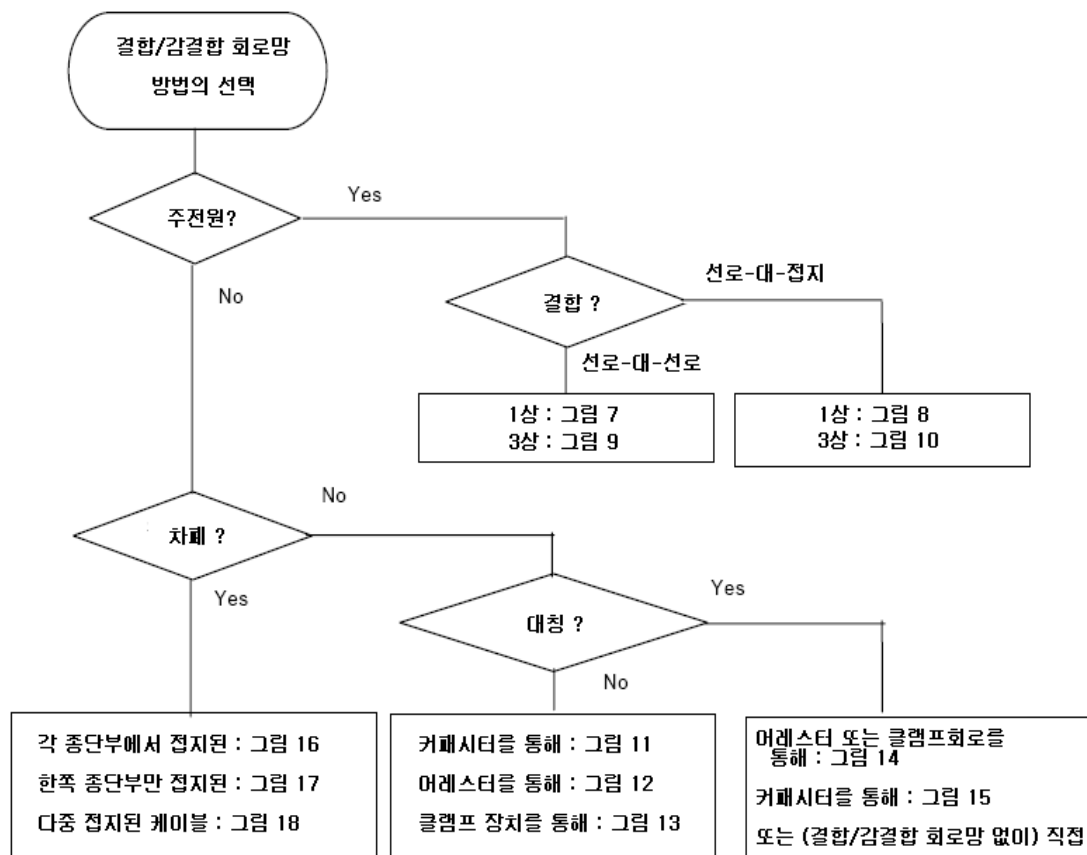 결합/감결합 회로망
방법의 선택
주전원?
Yes
No
결합 ?
선로-대-접지
선로-대-선로
1상 : 그림 7
3상 : 그림 9
1상 : 그림 8
3상 : 그림 10
차폐 ?
No
Yes
대칭 ?
Yes
No
각 종단부에서 접지된 : 그림 16
한쪽 종단부만 접지된 : 그림 17
다중 접지된 케이블 : 그림 18
커패시터를 통해 : 그림 11
어레스터를 통해 : 그림 12
클램프 장치를 통해 : 그림 13
어레스터 또는 클램프회로를
통해 : 그림 14
커패시터를 통해 : 그림 15
또는 (결합/감결합 회로망 없이) 직접